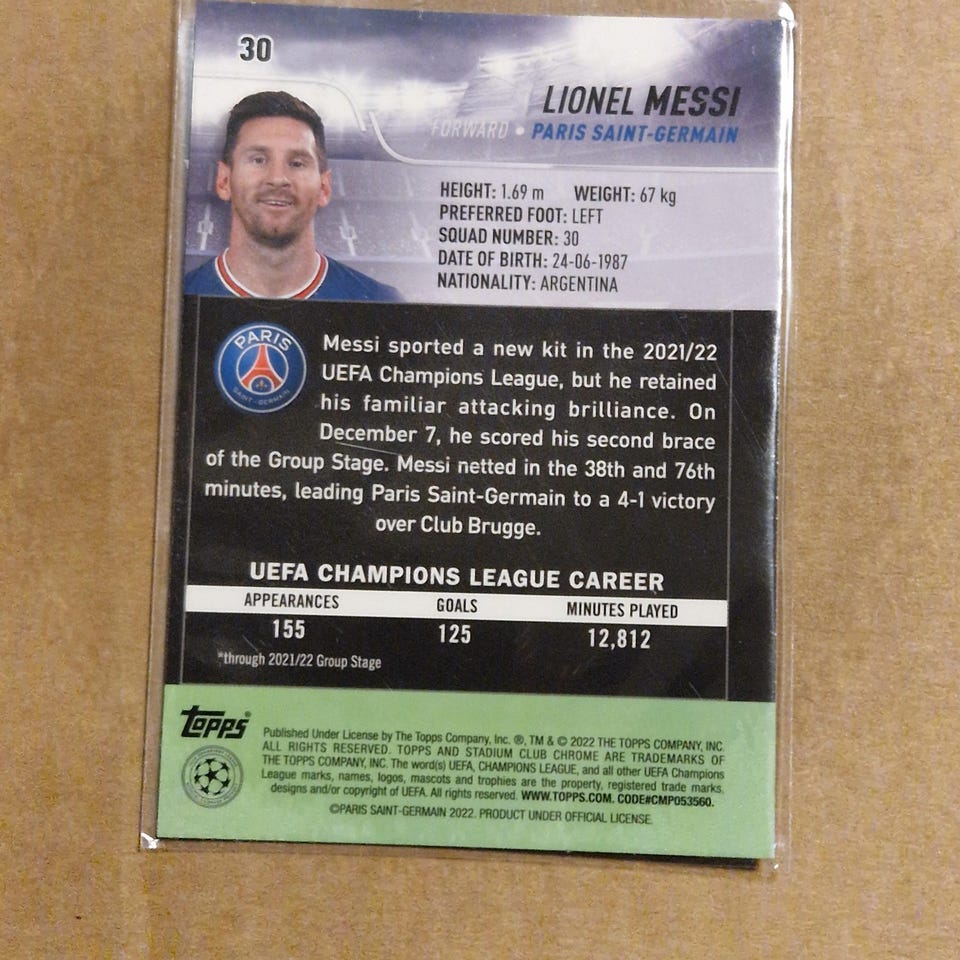 30
LIONEL MESSI
FORWARD • PARIS SAINT-GERMAIN
HEIGHT: 1.69 m WEIGHT: 67 kg
PREFERRED FOOT: LEFT
SQUAD NUMBER: 30
DATE OF BIRTH: 24-06-1987
NATIONALITY: ARGENTINA
PARIS
SAINT-GERMAIN
Messi sported a new kit in the 2021/22
UEFA Champions League, but he retained
his familiar attacking brilliance. On
December 7, he scored his second brace
of the Group Stage. Messi netted in the 38th and 76th
minutes, leading Paris Saint-Germain to a 4-1 victory
over Club Brugge.
UEFA CHAMPIONS LEAGUE CAREER
APPEARANCES GOALS MINUTES PLAYED
155 125 12,812
*through 2021/22 Group Stage
topps®
Published Under License by The Topps Company, Inc. ®, TM & © 2022 THE TOPPS COMPANY, INC.
ALL RIGHTS RESERVED. TOPPS AND STADIUM CLUB CHROME ARE TRADEMARKS OF
THE TOPPS COMPANY, INC. The word(s) UEFA, CHAMPIONS LEAGUE, and all other UEFA Champions
League marks, names, logos, mascots and trophies are the property, registered trade marks,
designs and/or copyright of UEFA. All rights reserved. WWW.TOPPS.COM. CODE#CMP053560.
©PARIS SAINT-GERMAIN 2022. PRODUCT UNDER OFFICIAL LICENSE.